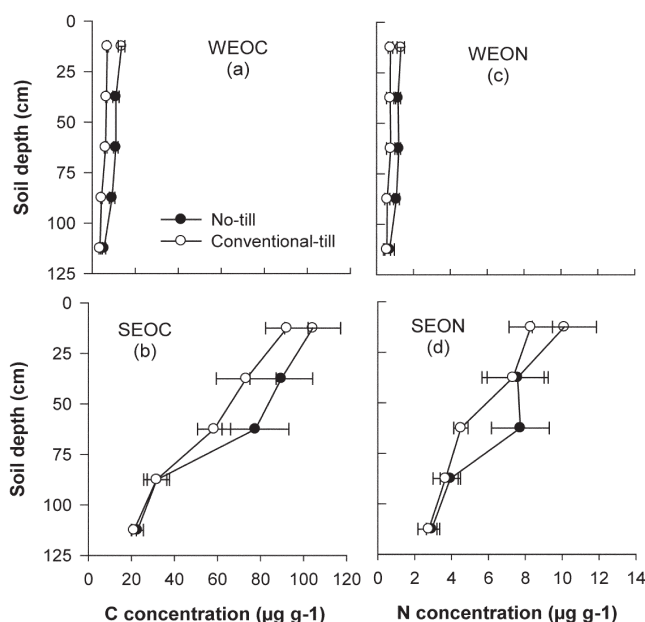 0
25
50
75
100
125
Soil depth (cm)
WEOC
(a)
No-till
Conventional-till
WEON
(c)
0
25
50
75
100
125
Soil depth (cm)
SEOC
(b)
0 20 40 60 80 100 120
C concentration (µg g-1)
SEON
(d)
0 2 4 6 8 10 12 14
N concentration (µg g-1)